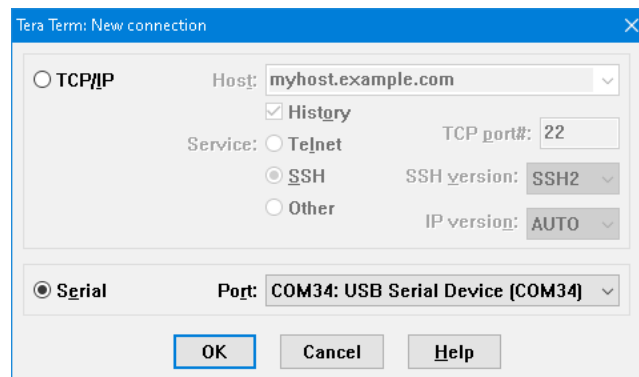 Tera Term: New connection
TCP/IP
Host: myhost.example.com
History
Service: Telnet
TCP port#: 22
SSH
SSH version: SSH2
Other
IP version: AUTO
Serial
Port: COM34: USB Serial Device (COM34)
OK Cancel Help